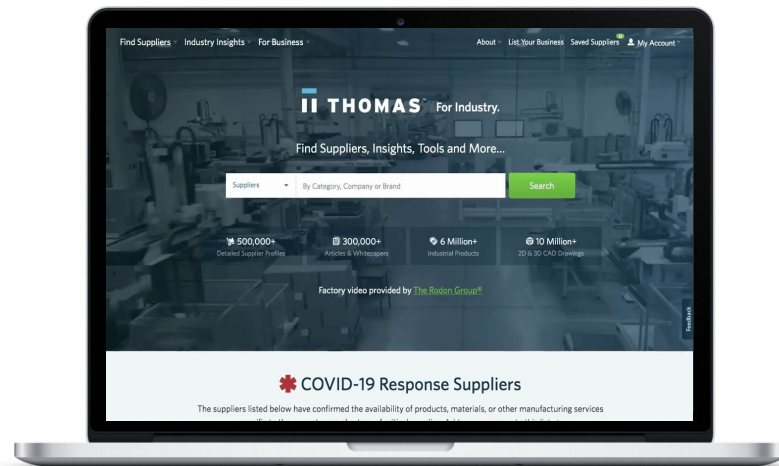 Find Suppliers Industry Insights For Business About List Your Business Saved Suppliers My Account
THOMAS™ For Industry.
Find Suppliers, Insights, Tools and More...
Suppliers By Category, Company or Brand Search
500,000+ 300,000+ 6 Million+ 10 Million+
Detailed Supplier Profiles Articles & Whitepapers Industrial Products 2D & 3D CAD Drawings
Factory video provided by The Rodon Group®
Feedback
COVID-19 Response Suppliers
The suppliers listed below have confirmed the availability of products, materials, or other manufacturing services